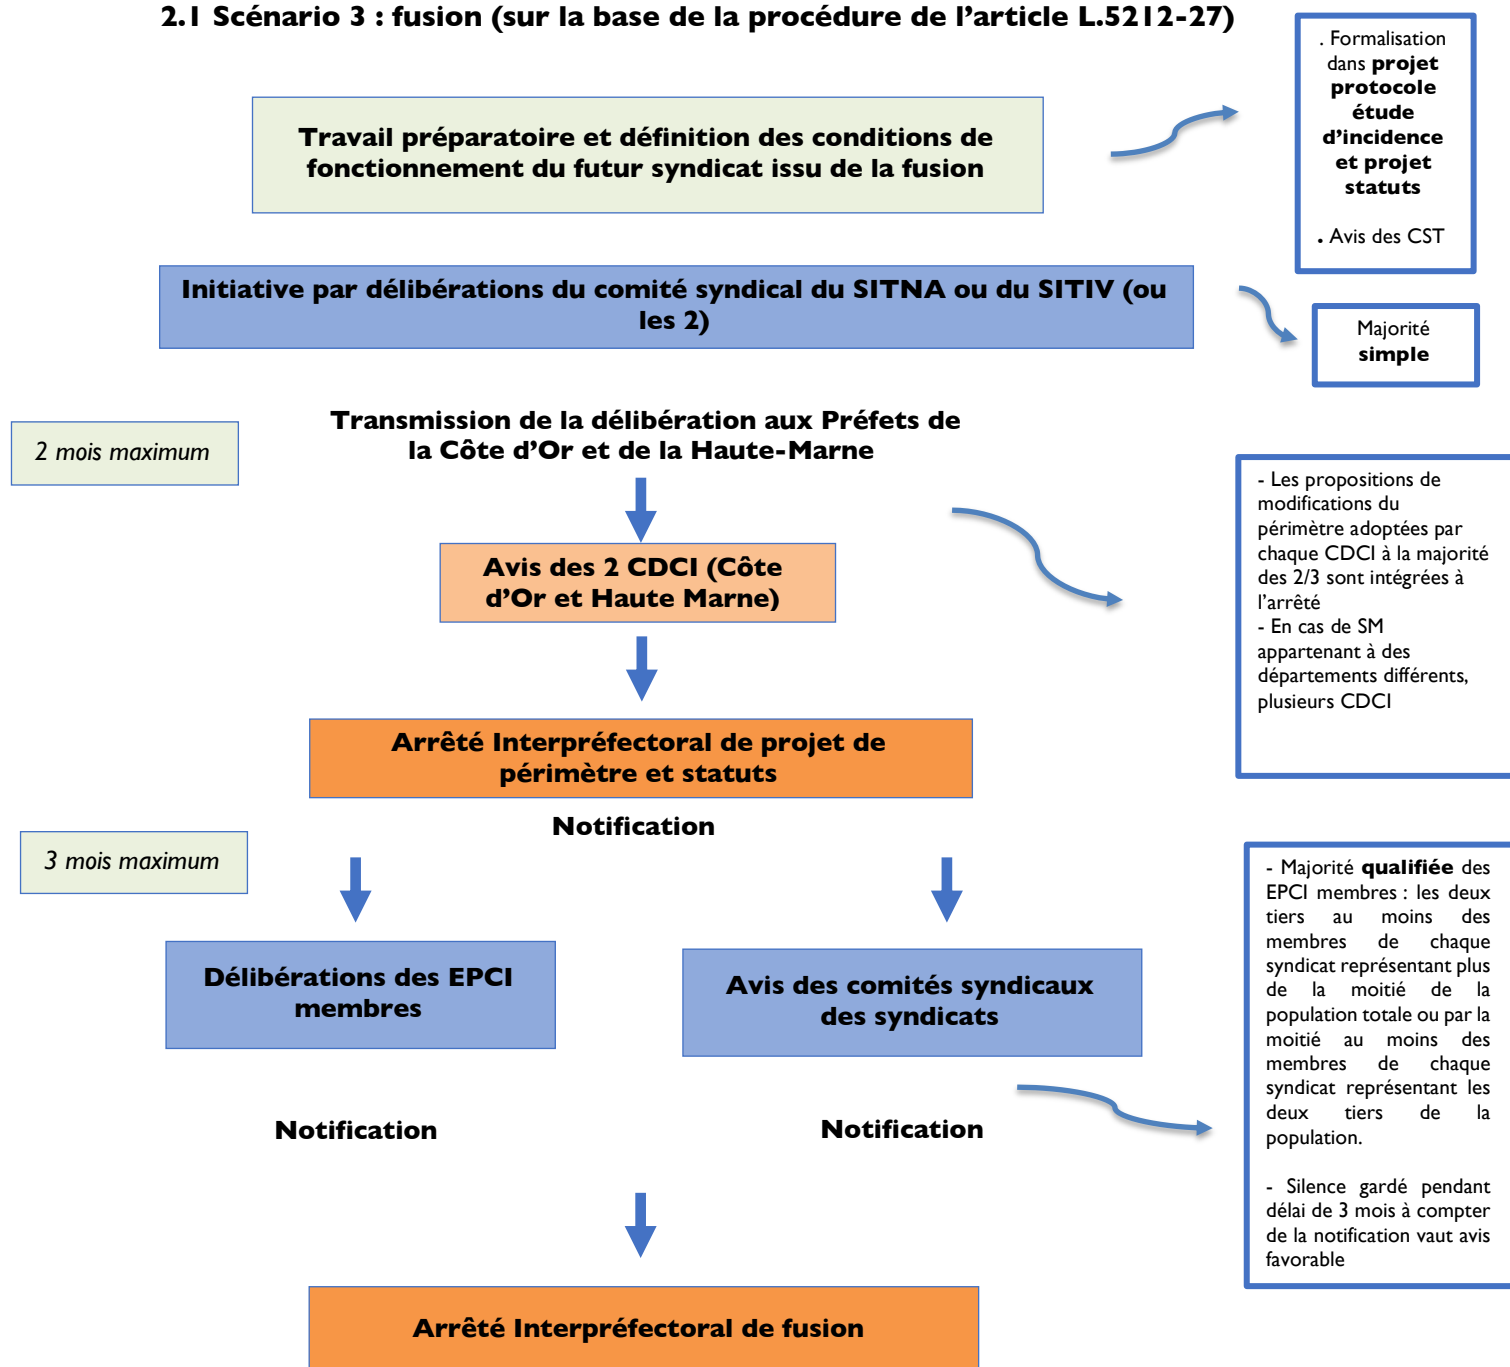 2.1 Scénario 3 : fusion (sur la base de la procédure de l'article L.5212-27)
. Formalisation
dans projet
protocole
étude
d'incidence
et projet
statuts
. Avis des CST
Travail préparatoire et définition des conditions de
fonctionnement du futur syndicat issu de la fusion
Initiative par délibérations du comité syndical du SITNA ou du SITIV (ou
les 2)
Majorité
simple
2 mois maximum
Transmission de la délibération aux Préfets de
la Côte d'Or et de la Haute-Marne
Avis des 2 CDCI (Côte
d'Or et Haute Marne)
- Les propositions de
modifications du
périmètre adoptées par
chaque CDCI à la majorité
des 2/3 sont intégrées à
l'arrêté
- En cas de SM
appartenant à des
départements différents,
plusieurs CDCI
Arrêté Interpréfectoral de projet de
périmètre et statuts
Notification
3 mois maximum
Délibérations des EPCI
membres
Avis des comités syndicaux
des syndicats
- Majorité qualifiée des
EPCI membres : les deux
tiers au moins des
membres de chaque
syndicat représentant plus
de la moitié de la
population totale ou par la
moitié au moins des
membres de chaque
syndicat représentant les
deux tiers de la
population.
- Silence gardé pendant
délai de 3 mois à compter
de la notification vaut avis
favorable
Notification
Notification
Arrêté Interpréfectoral de fusion